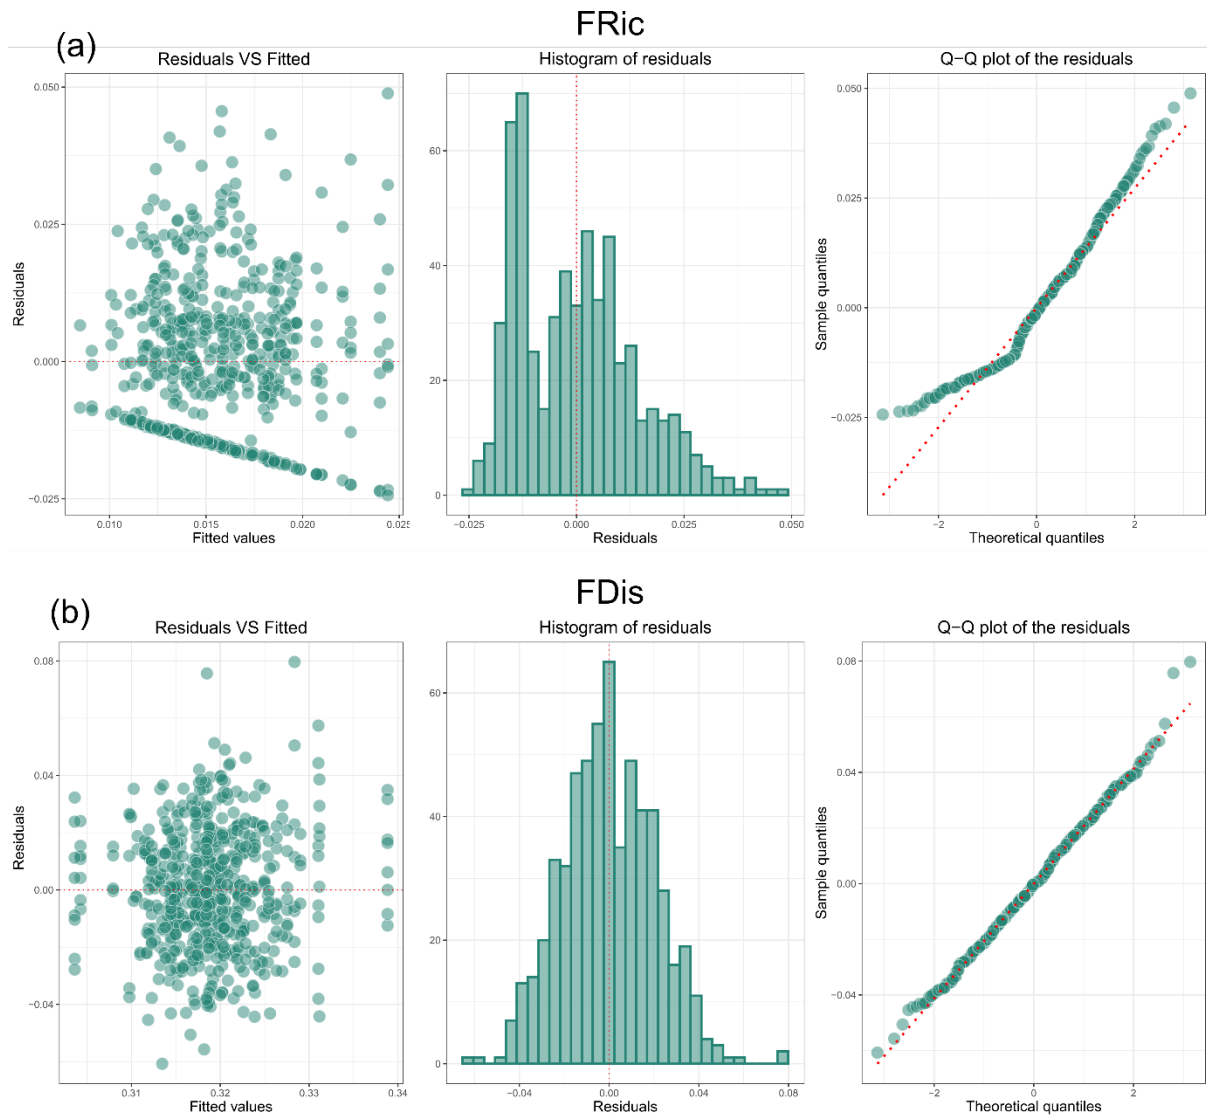 FRic
(a)
Residuals VS Fitted
Histogram of residuals
Q−Q plot of the residuals
Residuals
0.050
0.025
0.000
−0.025
0.010
0.015
0.020
0.025
Fitted values
60
40
20
0
−0.025
0.000
0.025
0.050
Residuals
Sample quantiles
0.050
0.025
0.000
−0.025
−2
0
2
Theoretical quantiles
FDis
(b)
Residuals VS Fitted
Histogram of residuals
Q−Q plot of the residuals
Residuals
0.08
0.04
0.00
−0.04
0.31
0.32
0.33
0.34
Fitted values
60
40
20
0
−0.04
0.00
0.04
0.08
Residuals
Sample quantiles
0.08
0.04
0.00
−0.04
−2
0
2
Theoretical quantiles